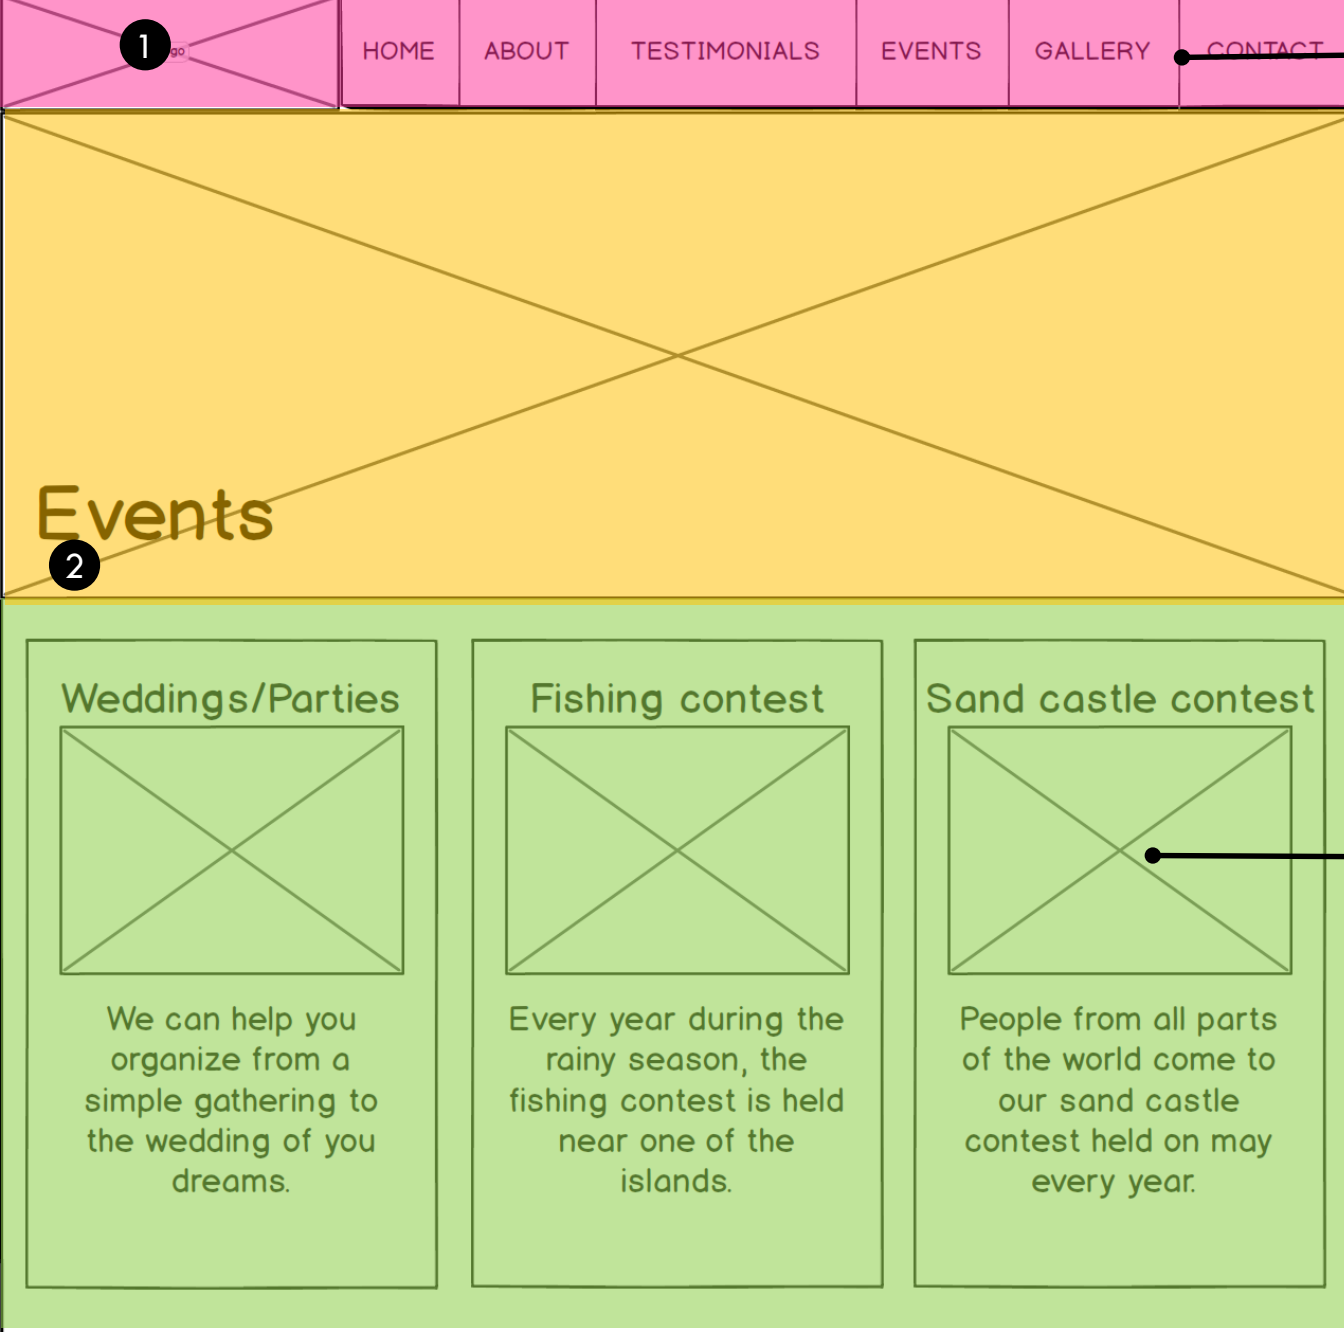 1
HOME ABOUT TESTIMONIALS EVENTS GALLERY CONTACT
Events
2
Weddings/Parties
We can help you
organize from a
simple gathering to
the wedding of you
dreams.
Fishing contest
Every year during the
rainy season, the
fishing contest is held
near one of the
islands.
Sand castle contest
People from all parts
of the world come to
our sand castle
contest held on may
every year.